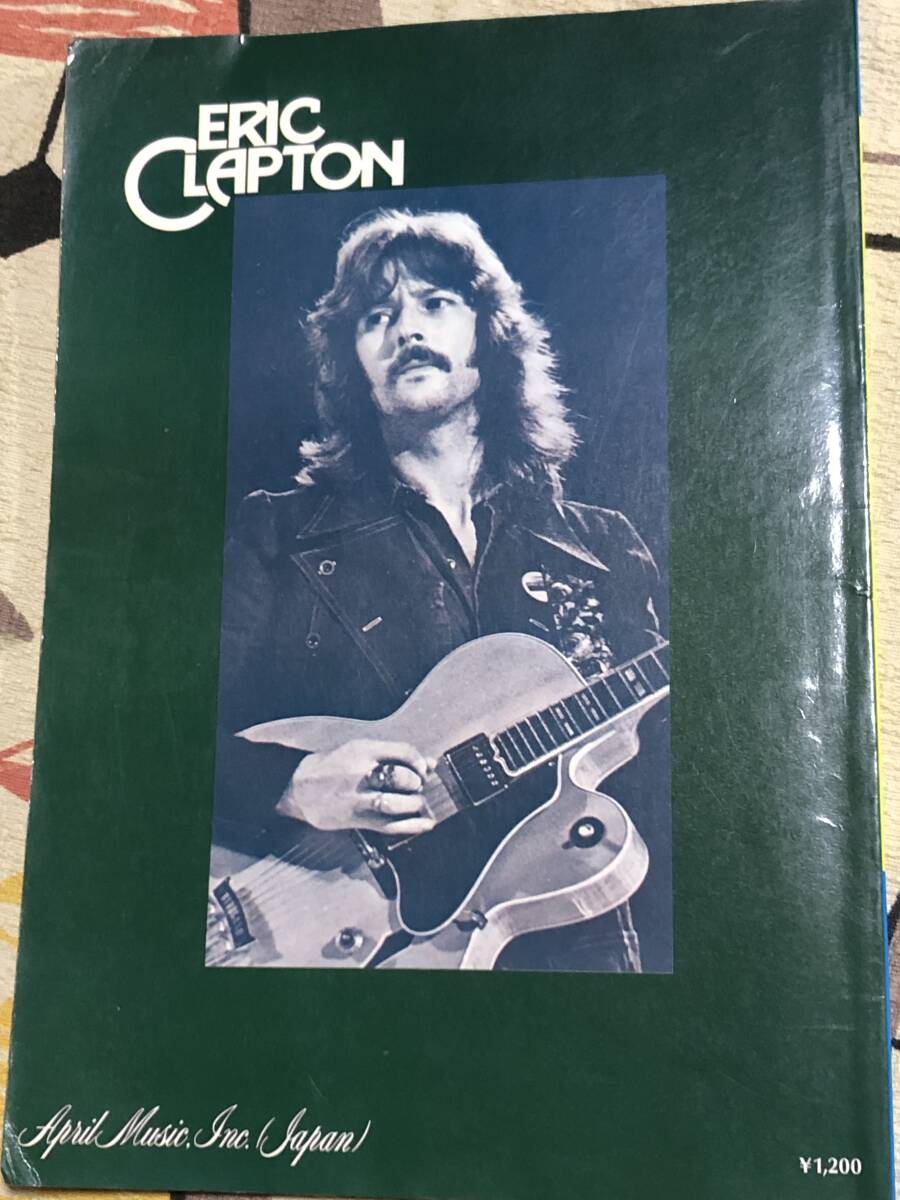 ERIC
CLAPTON
April Music, Inc. (Japan)
¥1,200